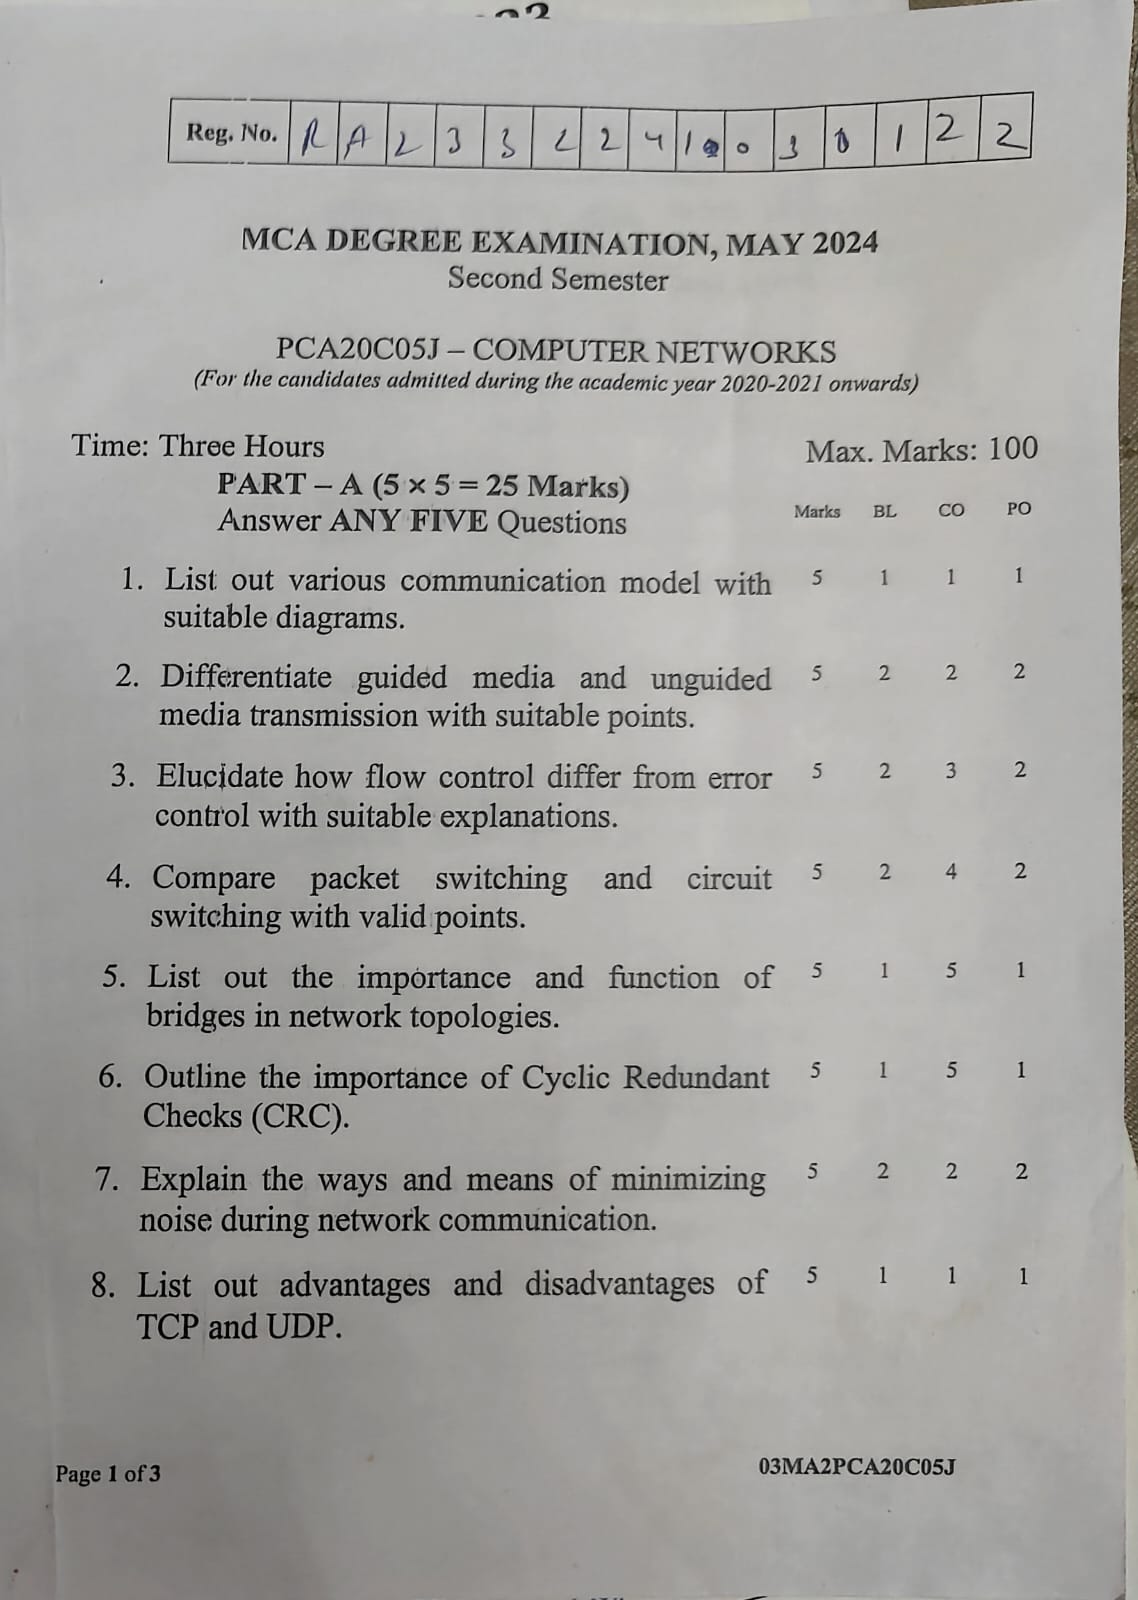 Reg. No. R A 2 3 3 2 2 4 1 0 0 3 0 1 2 2
MCA DEGREE EXAMINATION, MAY 2024
Second Semester
PCA20C05J – COMPUTER NETWORKS
(For the candidates admitted during the academic year 2020-2021 onwards)
Time: Three Hours Max. Marks: 100
PART – A (5 × 5 = 25 Marks)
Answer ANY FIVE Questions Marks BL CO PO
1. List out various communication model with 5 1 1 1
suitable diagrams.
2. Differentiate guided media and unguided 5 2 2 2
media transmission with suitable points.
3. Elucidate how flow control differ from error 5 2 3 2
control with suitable explanations.
4. Compare packet switching and circuit 5 2 4 2
switching with valid points.
5. List out the importance and function of 5 1 5 1
bridges in network topologies.
6. Outline the importance of Cyclic Redundant 5 1 5 1
Checks (CRC).
7. Explain the ways and means of minimizing 5 2 2 2
noise during network communication.
8. List out advantages and disadvantages of 5 1 1 1
TCP and UDP.
Page 1 of 3 03MA2PCA20C05J